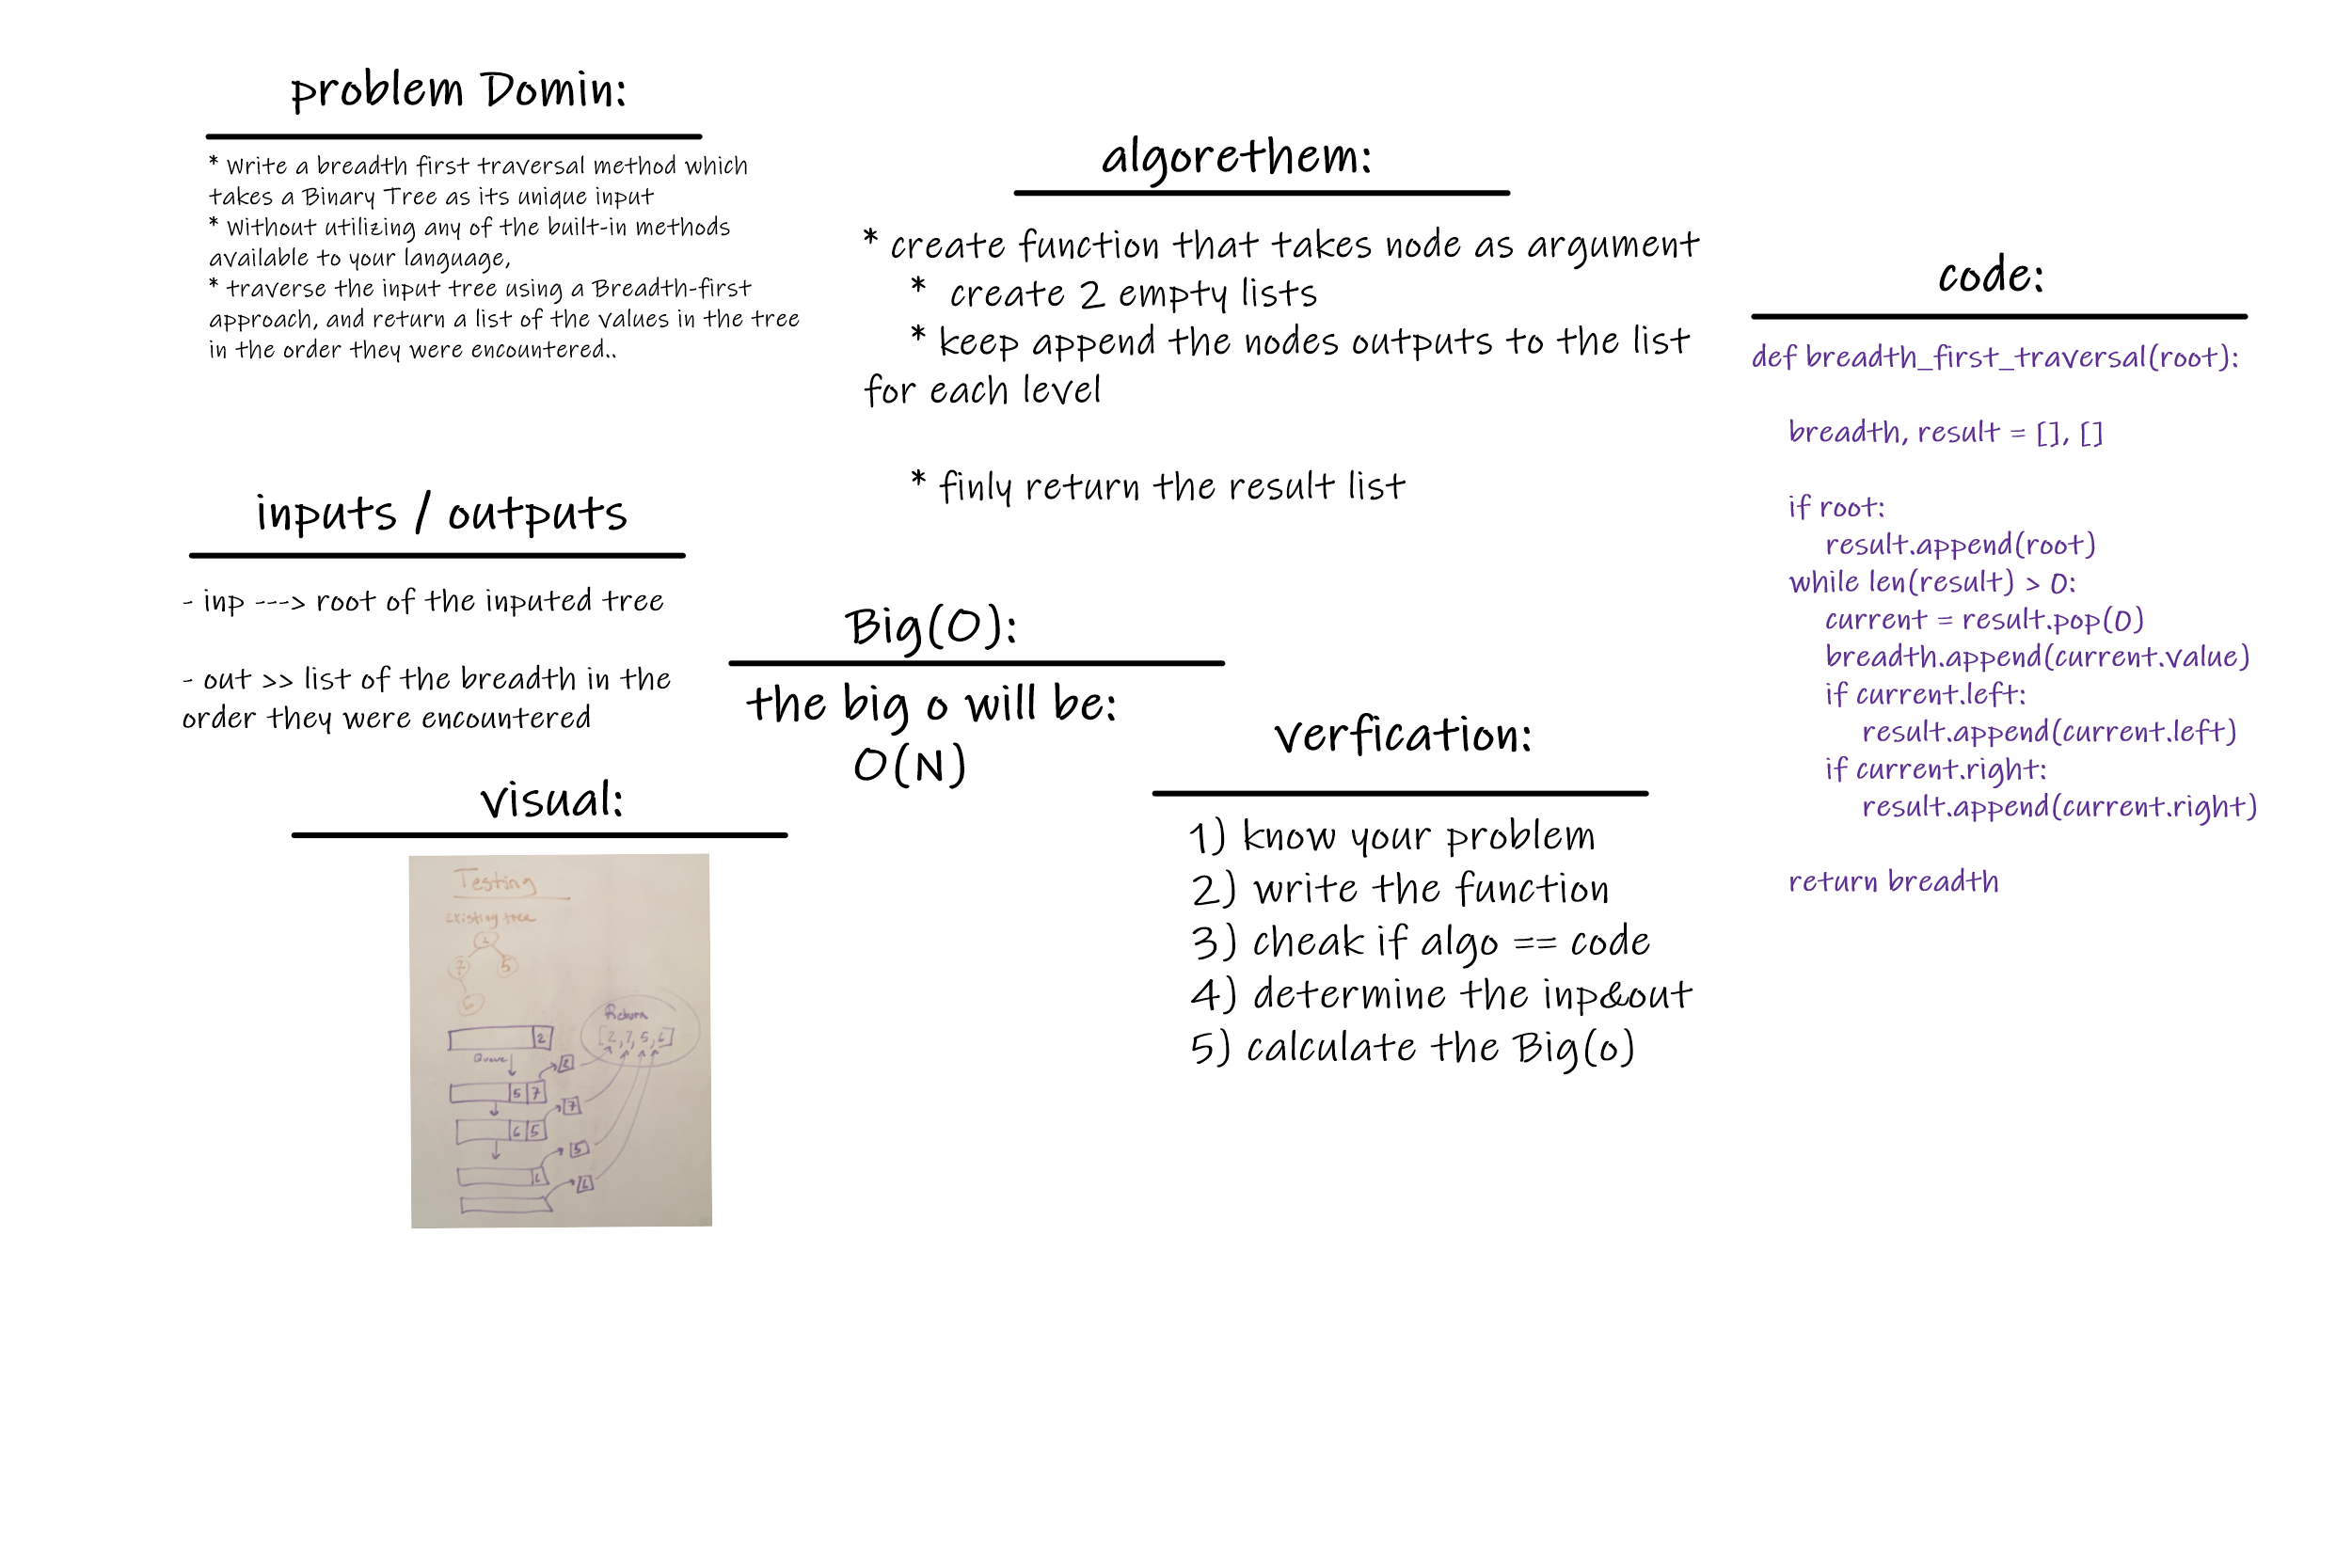 problem Domin:
* Write a breadth first traversal method which
takes a Binary Tree as its unique input
* Without utilizing any of the built-in methods
available to your language,
* traverse the input tree using a Breadth-first
approach, and return a list of the values in the tree
in the order they were encountered..
inputs / outputs
- inp ---> root of the inputed tree
- out >> list of the breadth in the
order they were encountered
visual:
Testing
Existing tree
2
7 5
6
Return
[2,7,5,6]
2
Queue
2
5 7
7
6 5
5
6
6
algorethem:
* create function that takes node as argument
* create 2 empty lists
* keep append the nodes outputs to the list
for each level
* finly return the result list
Big(O):
the big o will be:
O(N)
verfication:
1) know your problem
2) write the function
3) cheak if algo == code
4) determine the inp&out
5) calculate the Big(o)
code:
def breadth_first_traversal(root):
breadth, result = [], []
if root:
result.append(root)
while len(result) > 0:
current = result.pop(0)
breadth.append(current.value)
if current.left:
result.append(current.left)
if current.right:
result.append(current.right)
return breadth